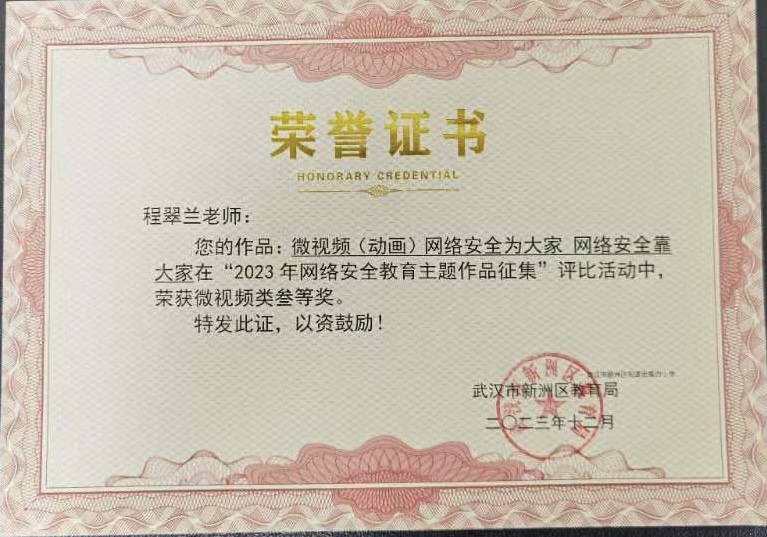 荣誉证书
HONORARY CREDENTIAL
程翠兰老师：
您的作品：微视频（动画）网络安全为大家 网络安全靠
大家在“2023年网络安全教育主题作品征集”评比活动中，
荣获微视频类叁等奖。
特发此证，以资鼓励！
武汉市新洲区教育局
二〇二三年十二月